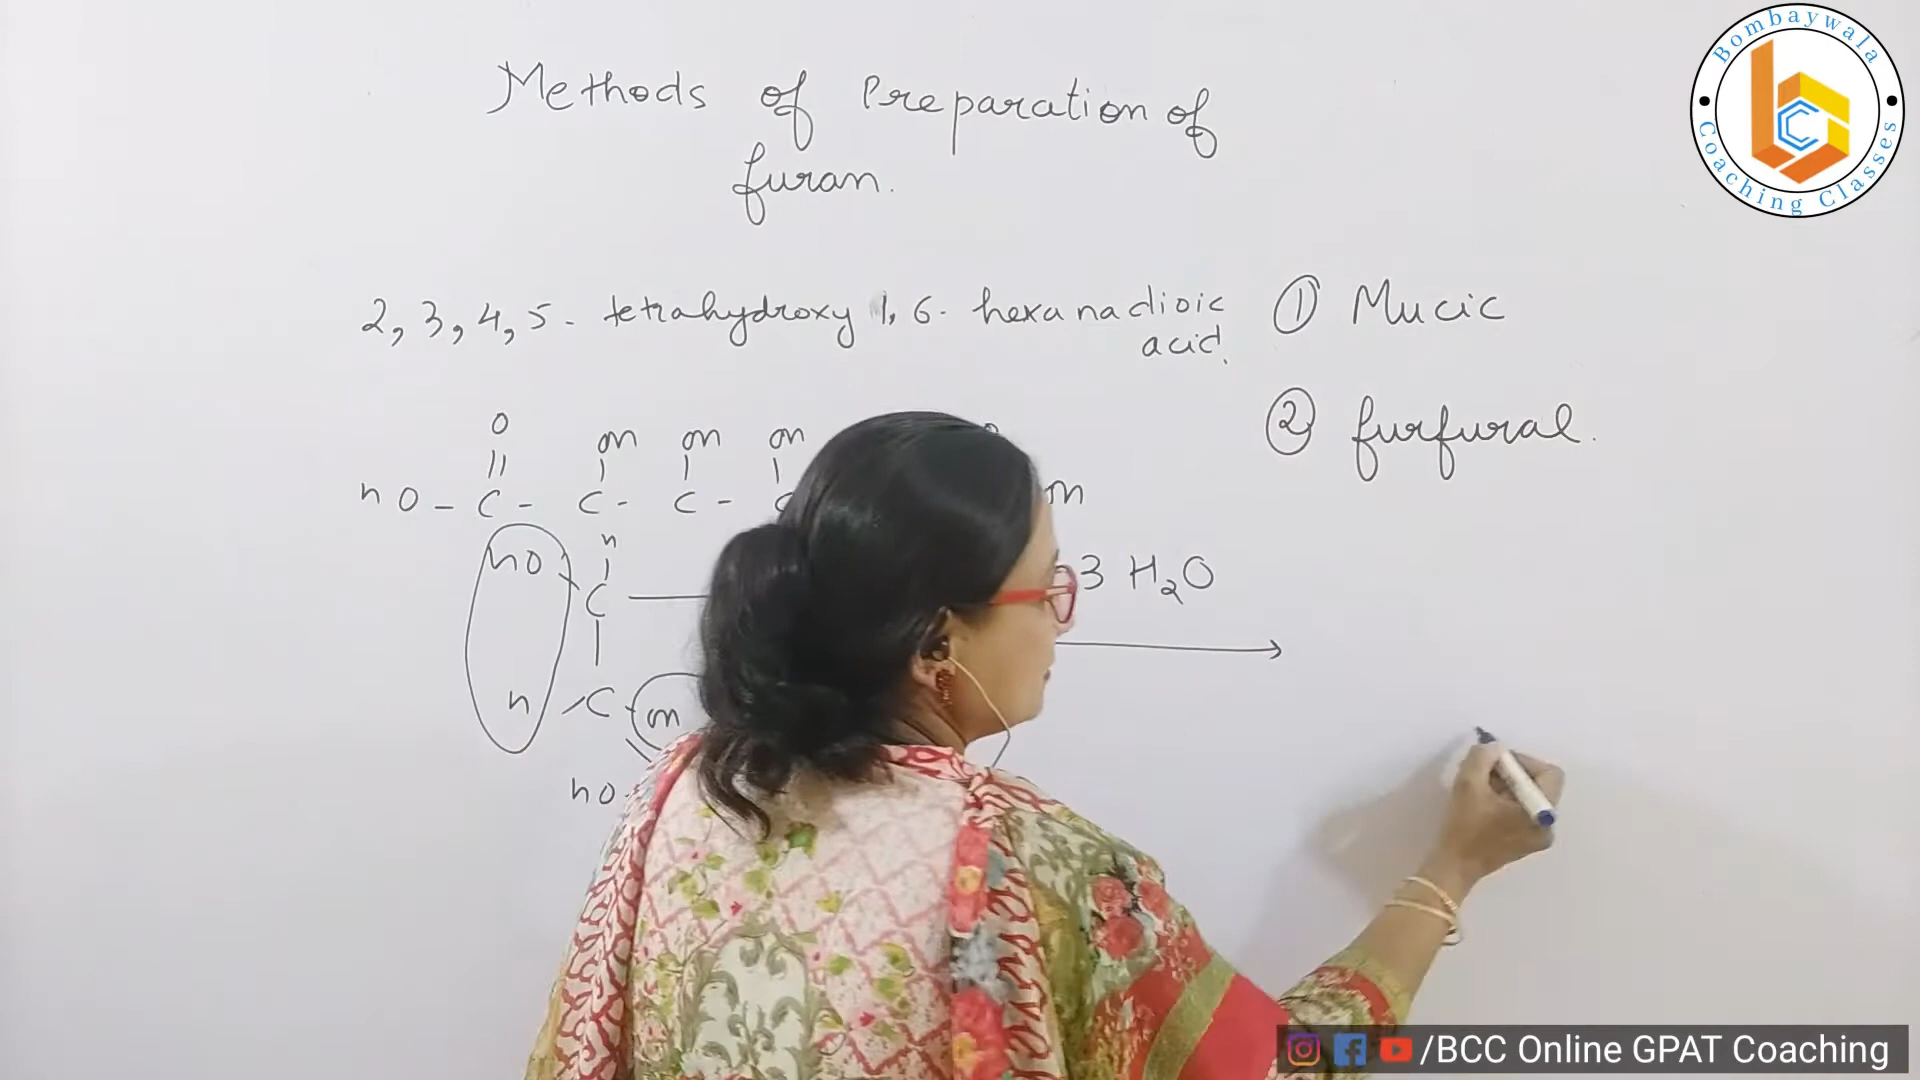 Methods of Preparation of
furan.
2, 3, 4, 5 - tetrahydroxy 1, 6 - hexanadioic
acid.
① Mucic
② furfural.
O
OH OH OH
HO - C - C - C - C
OH
HO H
C
3 H₂O
H C OH
HO
Bombaywala
Coaching Classes
/BCC Online GPAT Coaching